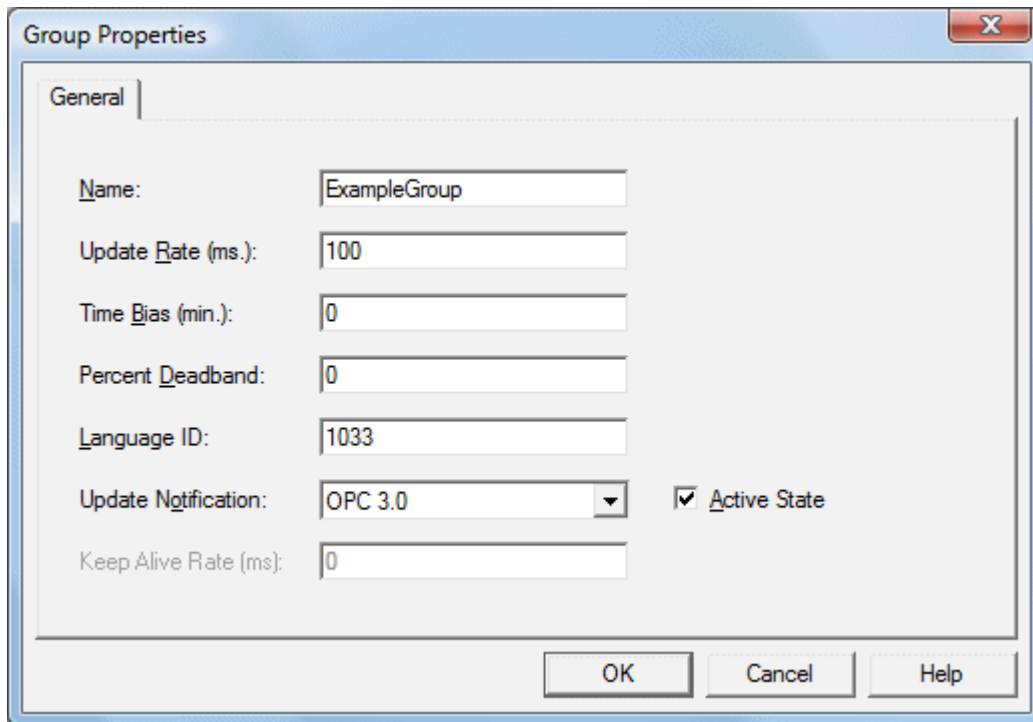 Group Properties
General
Name: ExampleGroup
Update Rate (ms.): 100
Time Bias (min.): 0
Percent Deadband: 0
Language ID: 1033
Update Notification: OPC 3.0 Active State
Keep Alive Rate (ms): 0
OK Cancel Help